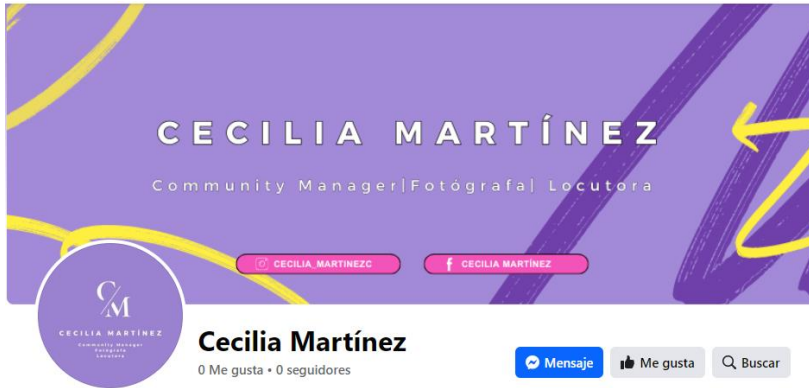 CECILIA MARTÍNEZ
Community Manager|Fotógrafa| Locutora
CECILIA_MARTINEZC
CECILIA MARTÍNEZ
C/M
CECILIA MARTÍNEZ
Community Manager
Fotógrafa
Locutora
Cecilia Martínez
0 Me gusta • 0 seguidores
Mensaje
Me gusta
Buscar